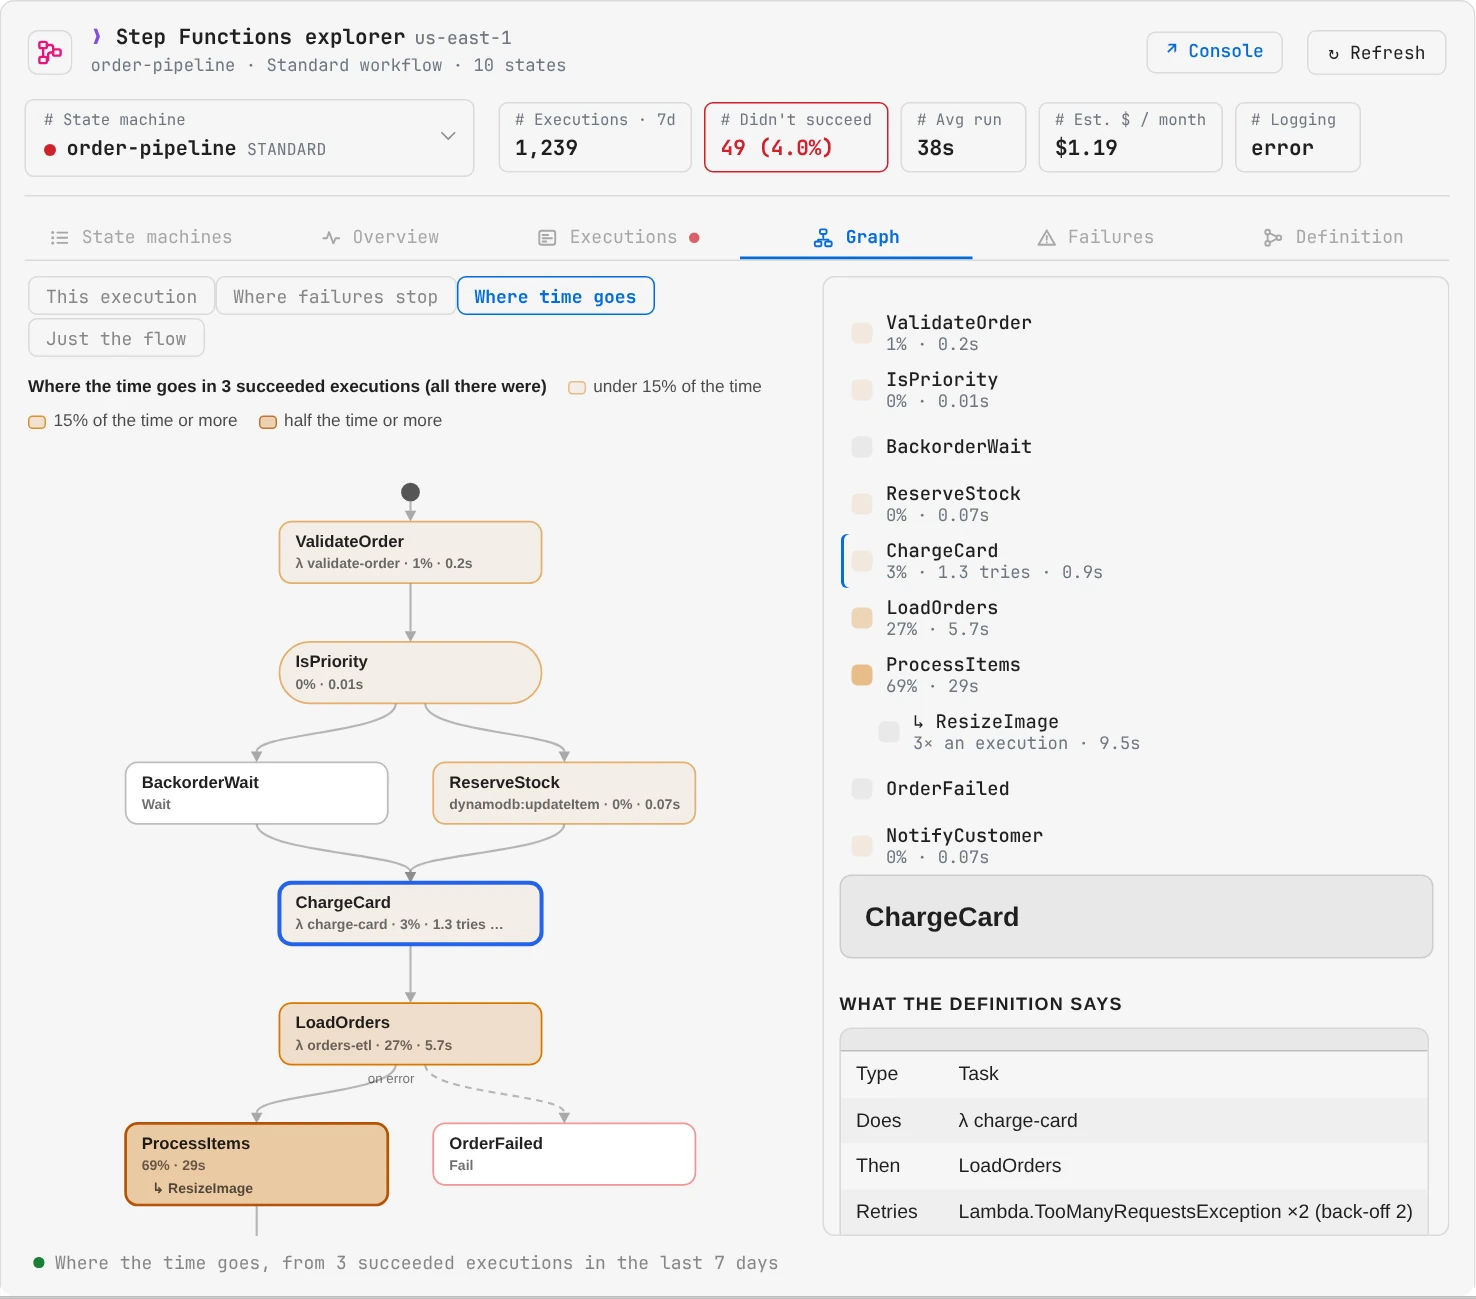 ❫ Step Functions explorer us-east-1
order-pipeline · Standard workflow · 10 states
↗ Console
↻ Refresh
# State machine
order-pipeline STANDARD
# Executions · 7d
1,239
# Didn't succeed
49 (4.0%)
# Avg run
38s
# Est. $ / month
$1.19
# Logging
error
State machines
Overview
Executions
Graph
Failures
Definition
This execution
Where failures stop
Where time goes
Just the flow
Where the time goes in 3 succeeded executions (all there were)
under 15% of the time
15% of the time or more
half the time or more
ValidateOrder
λ validate-order · 1% · 0.2s
IsPriority
0% · 0.01s
BackorderWait
Wait
ReserveStock
dynamodb:updateItem · 0% · 0.07s
ChargeCard
λ charge-card · 3% · 1.3 tries …
LoadOrders
λ orders-etl · 27% · 5.7s
on error
ProcessItems
69% · 29s
↳ ResizeImage
OrderFailed
Fail
ValidateOrder
1% · 0.2s
IsPriority
0% · 0.01s
BackorderWait
ReserveStock
0% · 0.07s
ChargeCard
3% · 1.3 tries · 0.9s
LoadOrders
27% · 5.7s
ProcessItems
69% · 29s
↳ ResizeImage
3× an execution · 9.5s
OrderFailed
NotifyCustomer
0% · 0.07s
ChargeCard
WHAT THE DEFINITION SAYS
Type Task
Does λ charge-card
Then LoadOrders
Retries Lambda.TooManyRequestsException ×2 (back-off 2)
Where the time goes, from 3 succeeded executions in the last 7 days